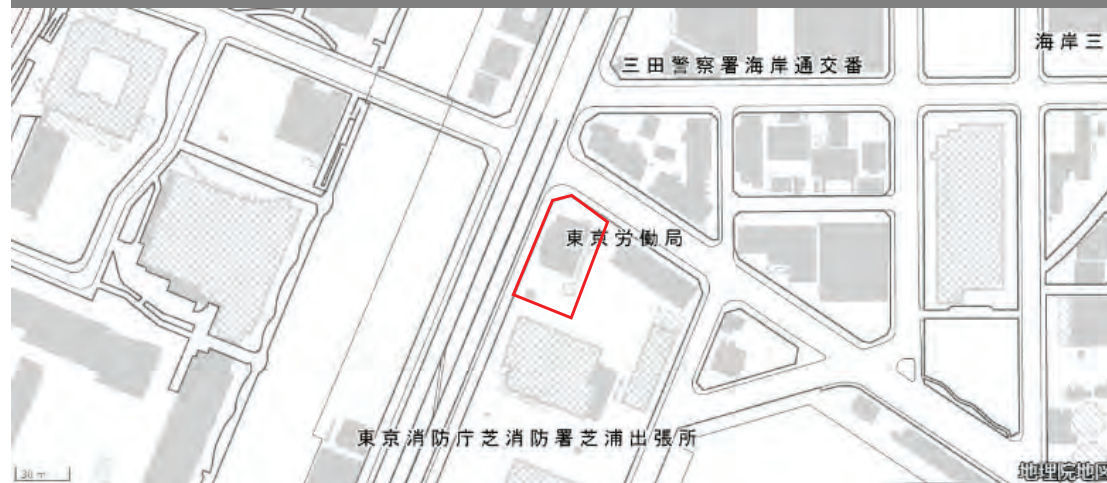 海岸三
三田警察署海岸通交番
東京労働局
東京消防庁芝消防署芝浦出張所
30 m
地理院地図